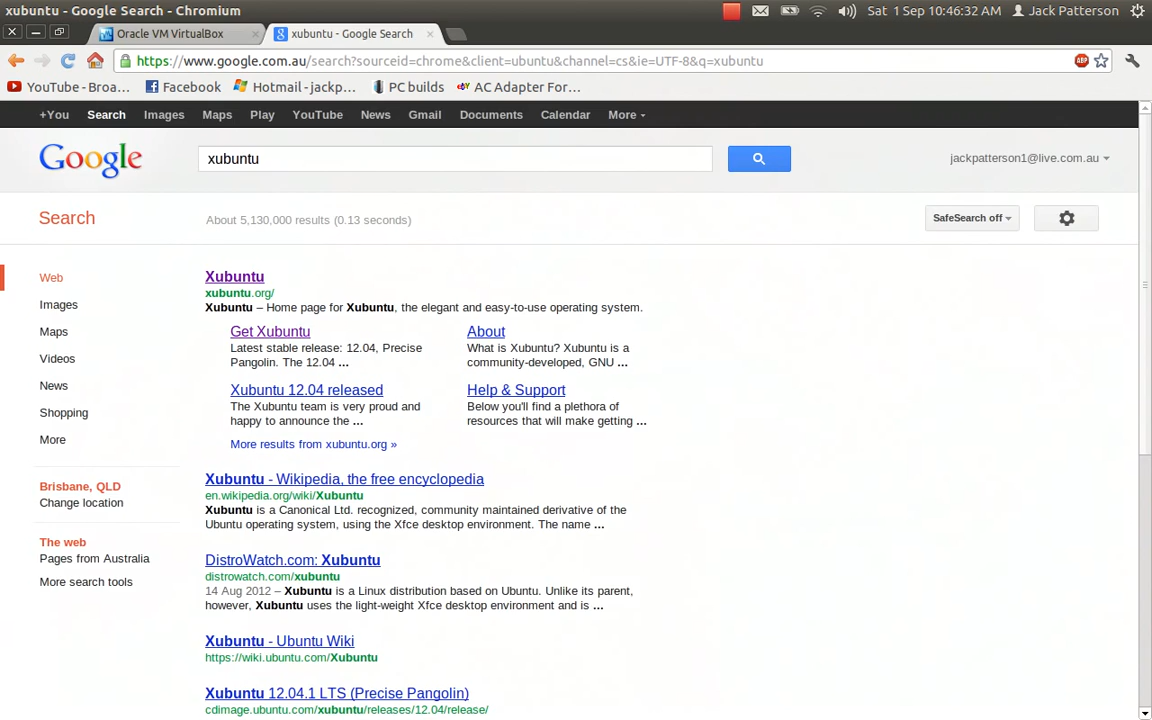 xubuntu - Google Search - Chromium
Sat 1 Sep 10:46:32 AM
Jack Patterson
Oracle VM VirtualBox
xubuntu - Google Search
https://www.google.com.au/search?sourceid=chrome&client=ubuntu&channel=cs&ie=UTF-8&q=xubuntu
ABP
YouTube - Broa...
Facebook
Hotmail - jackp...
PC builds
AC Adapter For...
+You Search Images Maps Play YouTube News Gmail Documents Calendar More
Google
xubuntu
jackpatterson1@live.com.au
Search
About 5,130,000 results (0.13 seconds)
SafeSearch off
Web
Images
Maps
Videos
News
Shopping
More
Brisbane, QLD
Change location
The web
Pages from Australia
More search tools
Xubuntu
xubuntu.org/
Xubuntu – Home page for Xubuntu, the elegant and easy-to-use operating system.
Get Xubuntu
Latest stable release: 12.04, Precise
Pangolin. The 12.04 ...
About
What is Xubuntu? Xubuntu is a
community-developed, GNU ...
Xubuntu 12.04 released
The Xubuntu team is very proud and
happy to announce the ...
Help & Support
Below you'll find a plethora of
resources that will make getting ...
More results from xubuntu.org »
Xubuntu - Wikipedia, the free encyclopedia
en.wikipedia.org/wiki/Xubuntu
Xubuntu is a Canonical Ltd. recognized, community maintained derivative of the
Ubuntu operating system, using the Xfce desktop environment. The name ...
DistroWatch.com: Xubuntu
distrowatch.com/xubuntu
14 Aug 2012 – Xubuntu is a Linux distribution based on Ubuntu. Unlike its parent,
however, Xubuntu uses the light-weight Xfce desktop environment and is ...
Xubuntu - Ubuntu Wiki
https://wiki.ubuntu.com/Xubuntu
Xubuntu 12.04.1 LTS (Precise Pangolin)
cdimage.ubuntu.com/xubuntu/releases/12.04/release/